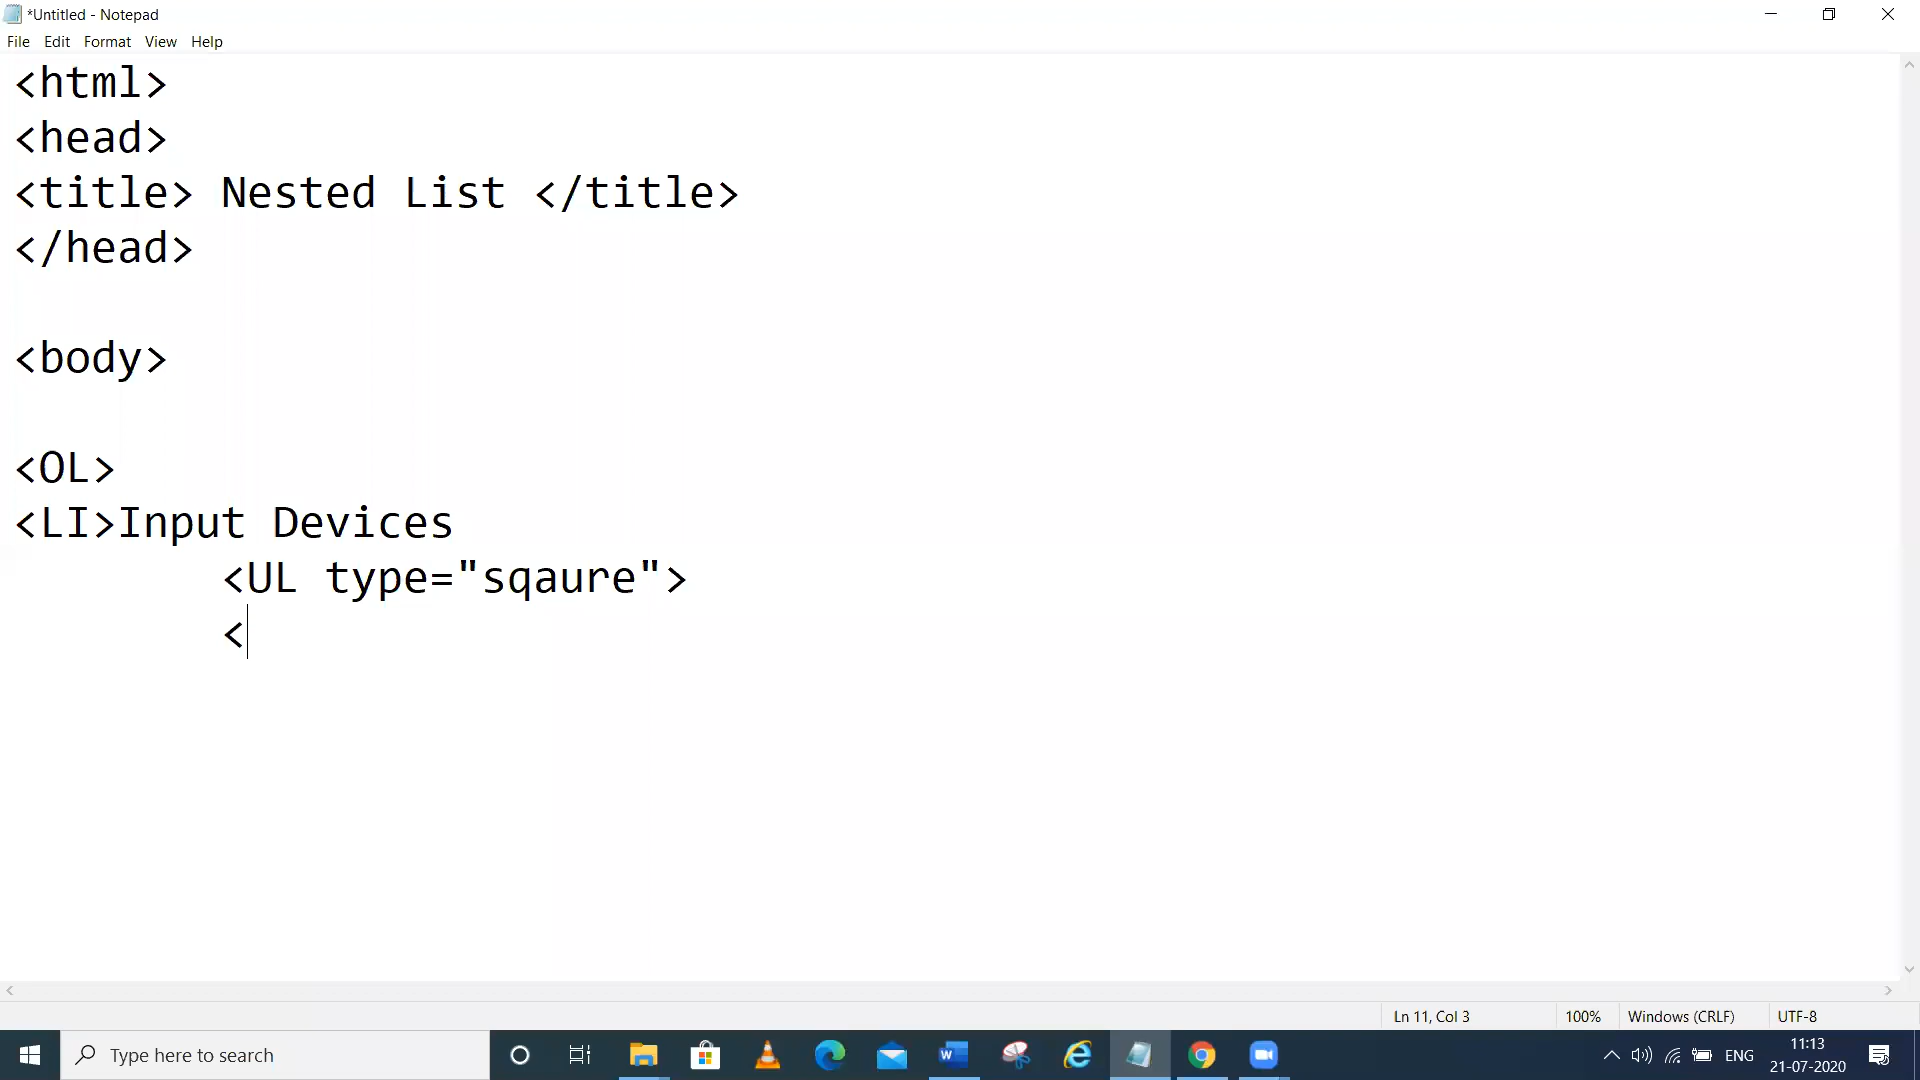 *Untitled - Notepad
File Edit Format View Help
<html>
<head>
<title> Nested List </title>
</head>
<body>
<OL>
<LI>Input Devices
<UL type="sqaure">
<
Ln 11, Col 3 100% Windows (CRLF) UTF-8
Type here to search
ENG
11:13
21-07-2020